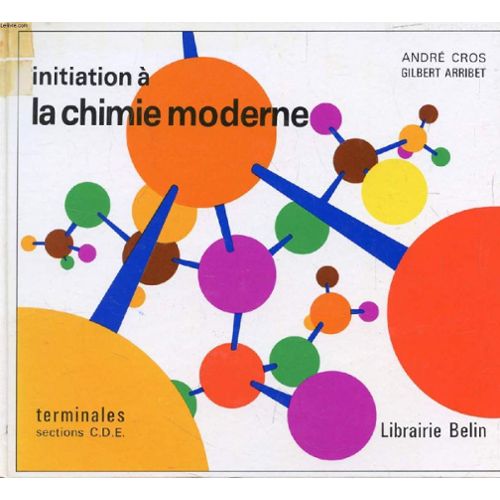 initiation à
la chimie moderne
ANDRÉ CROS
GILBERT ARRIBET
terminales
sections C.D.E.
Librairie Belin